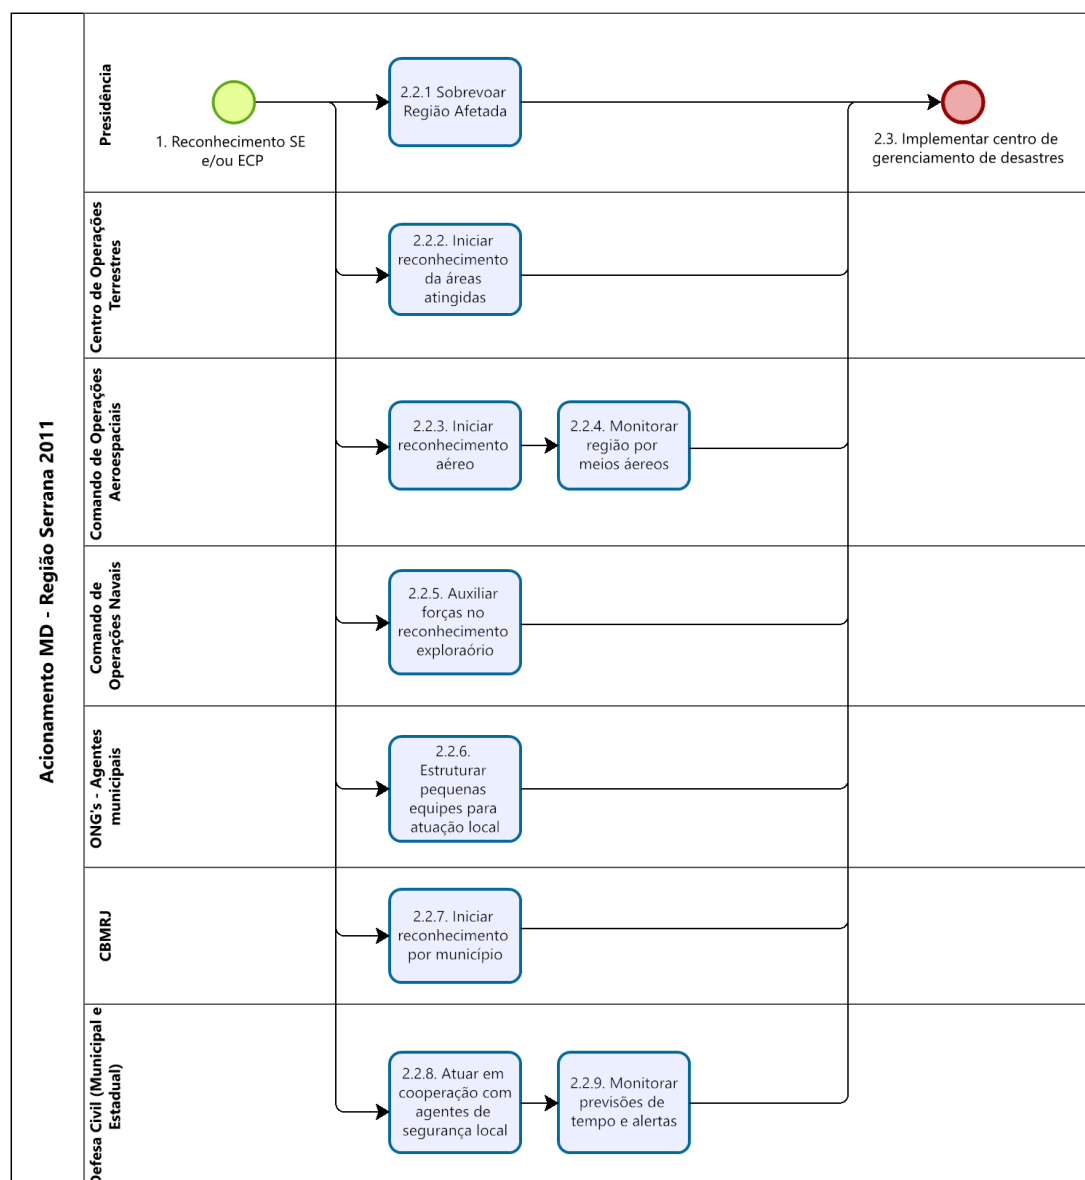 Acionamento MD - Região Serrana 2011
Presidência
1. Reconhecimento SE
e/ou ECP
2.2.1 Sobrevoar
Região Afetada
2.3. Implementar centro de
gerenciamento de desastres
Centro de Operações
Terrestres
2.2.2. Iniciar
reconhecimento
da áreas
atingidas
Comando de Operações
Aeroespaciais
2.2.3. Iniciar
reconhecimento
aéreo
2.2.4. Monitorar
região por
meios áereos
Comando de
Operações Navais
2.2.5. Auxiliar
forças no
reconhecimento
exploraório
ONG's - Agentes
municipais
2.2.6.
Estruturar
pequenas
equipes para
atuação local
CBMRJ
2.2.7. Iniciar
reconhecimento
por município
Defesa Civil (Municipal e
Estadual)
2.2.8. Atuar em
cooperação com
agentes de
segurança local
2.2.9. Monitorar
previsões de
tempo e alertas